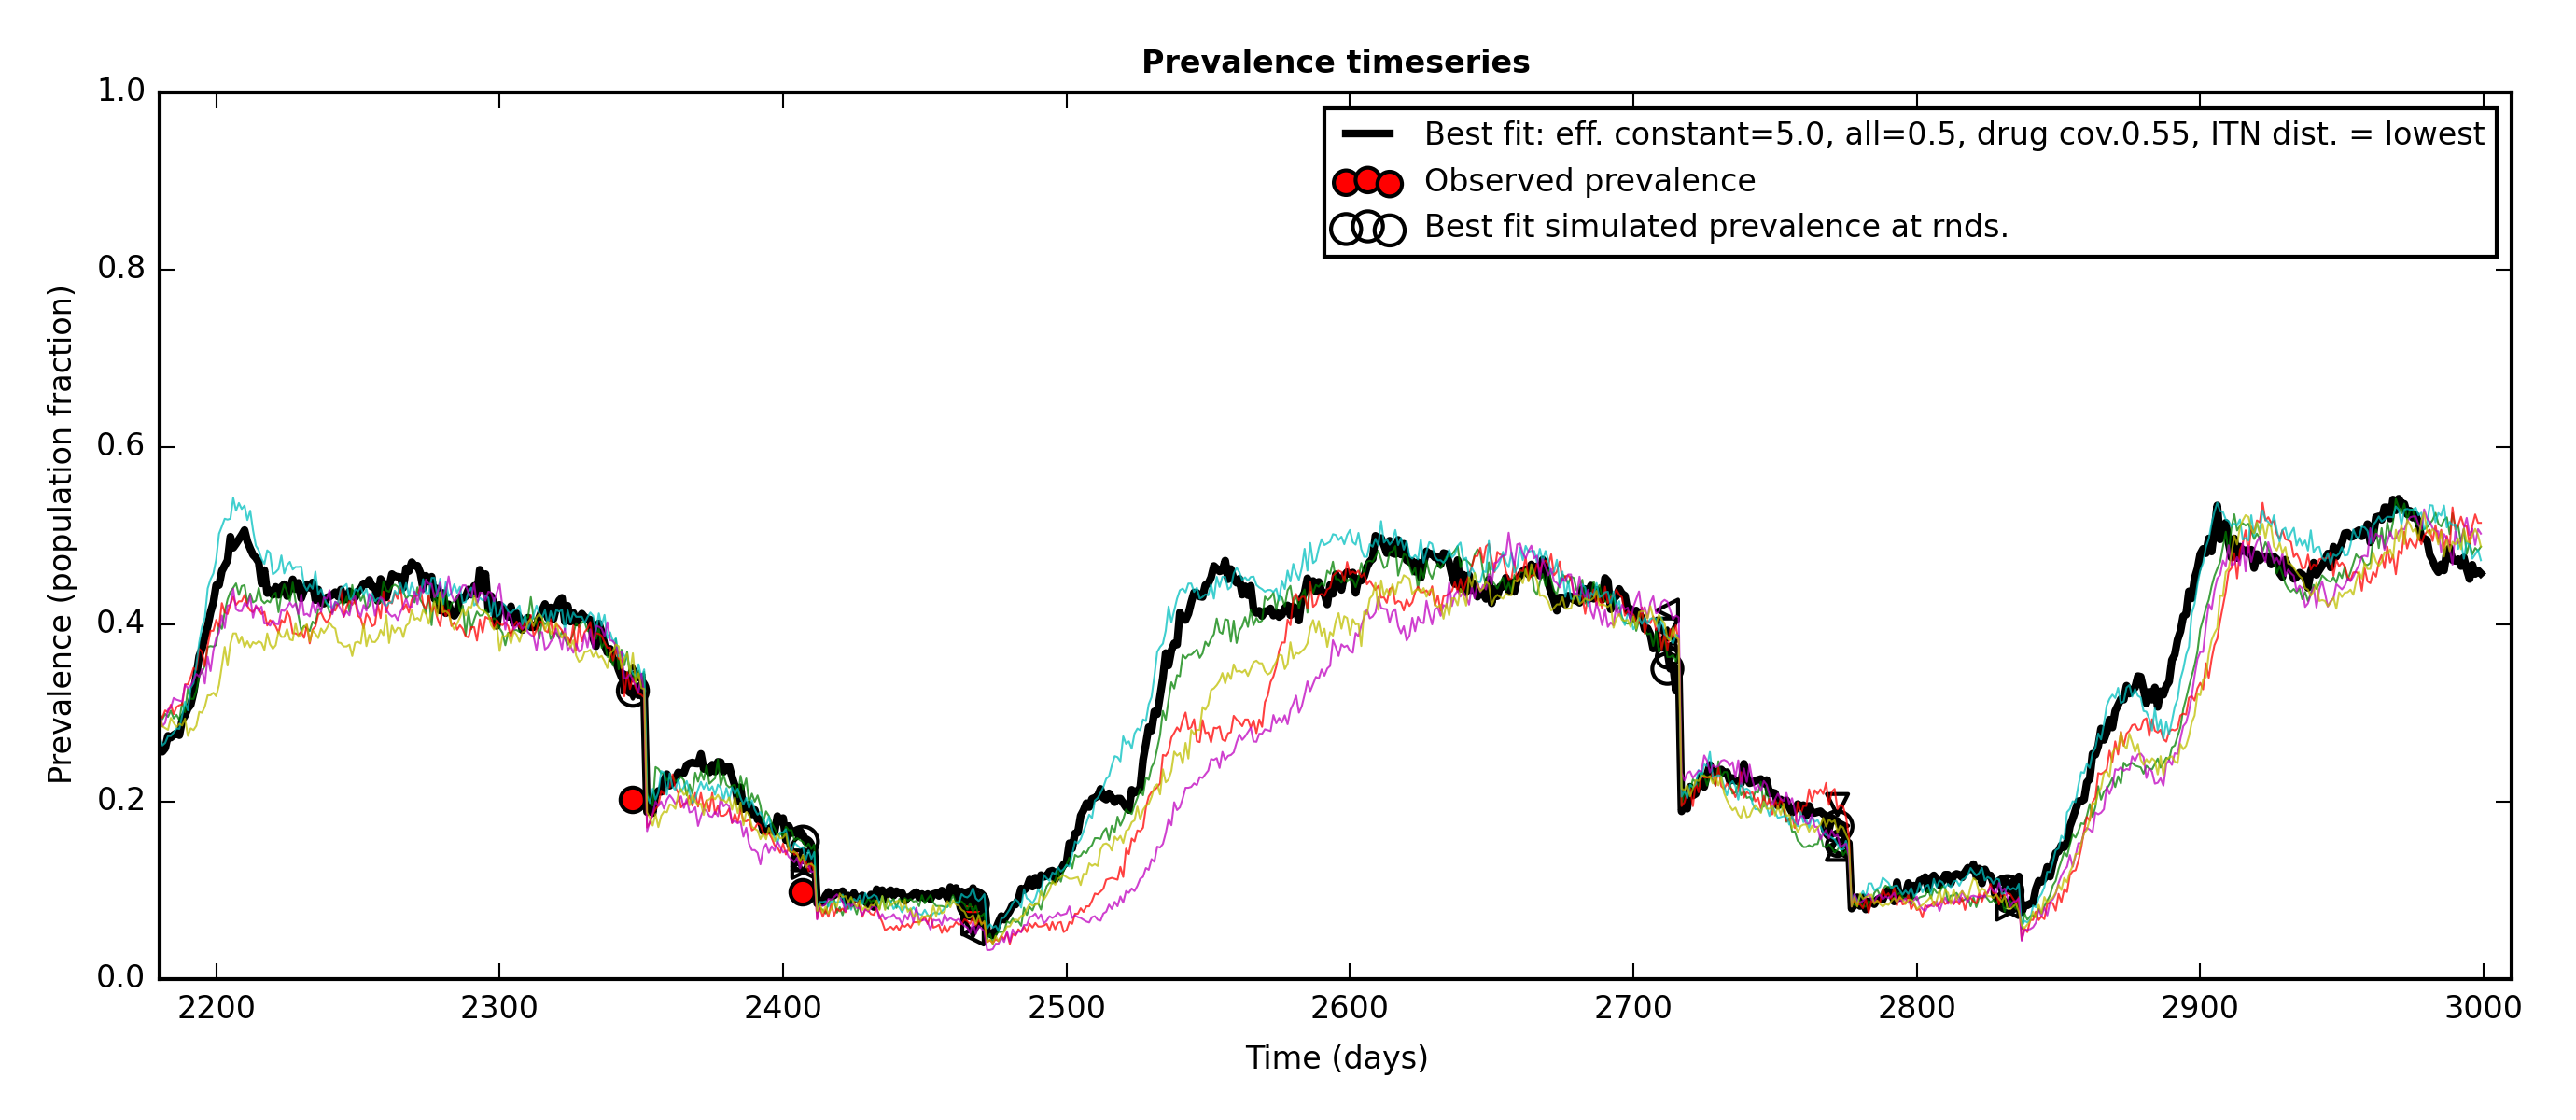 Prevalence timeseries
1.0
0.8
0.6
0.4
0.2
0.0
Prevalence (population fraction)
Best fit: eff. constant=5.0, all=0.5, drug cov.0.55, ITN dist. = lowest
Observed prevalence
Best fit simulated prevalence at rnds.
2200 2300 2400 2500 2600 2700 2800 2900 3000
Time (days)